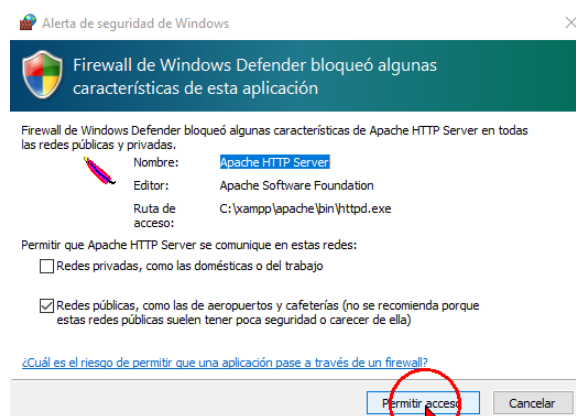 Alerta de seguridad de Windows
Firewall de Windows Defender bloqueó algunas
características de esta aplicación
Firewall de Windows Defender bloqueó algunas características de Apache HTTP Server en todas
las redes públicas y privadas.
Nombre: Apache HTTP Server
Editor: Apache Software Foundation
Ruta de acceso: C:\xampp\apache\bin\httpd.exe
Permitir que Apache HTTP Server se comunique en estas redes:
Redes privadas, como las domésticas o del trabajo
Redes públicas, como las de aeropuertos y cafeterías (no se recomienda porque
estas redes públicas suelen tener poca seguridad o carecer de ella)
¿Cuál es el riesgo de permitir que una aplicación pase a través de un firewall?
Permitir acceso Cancelar